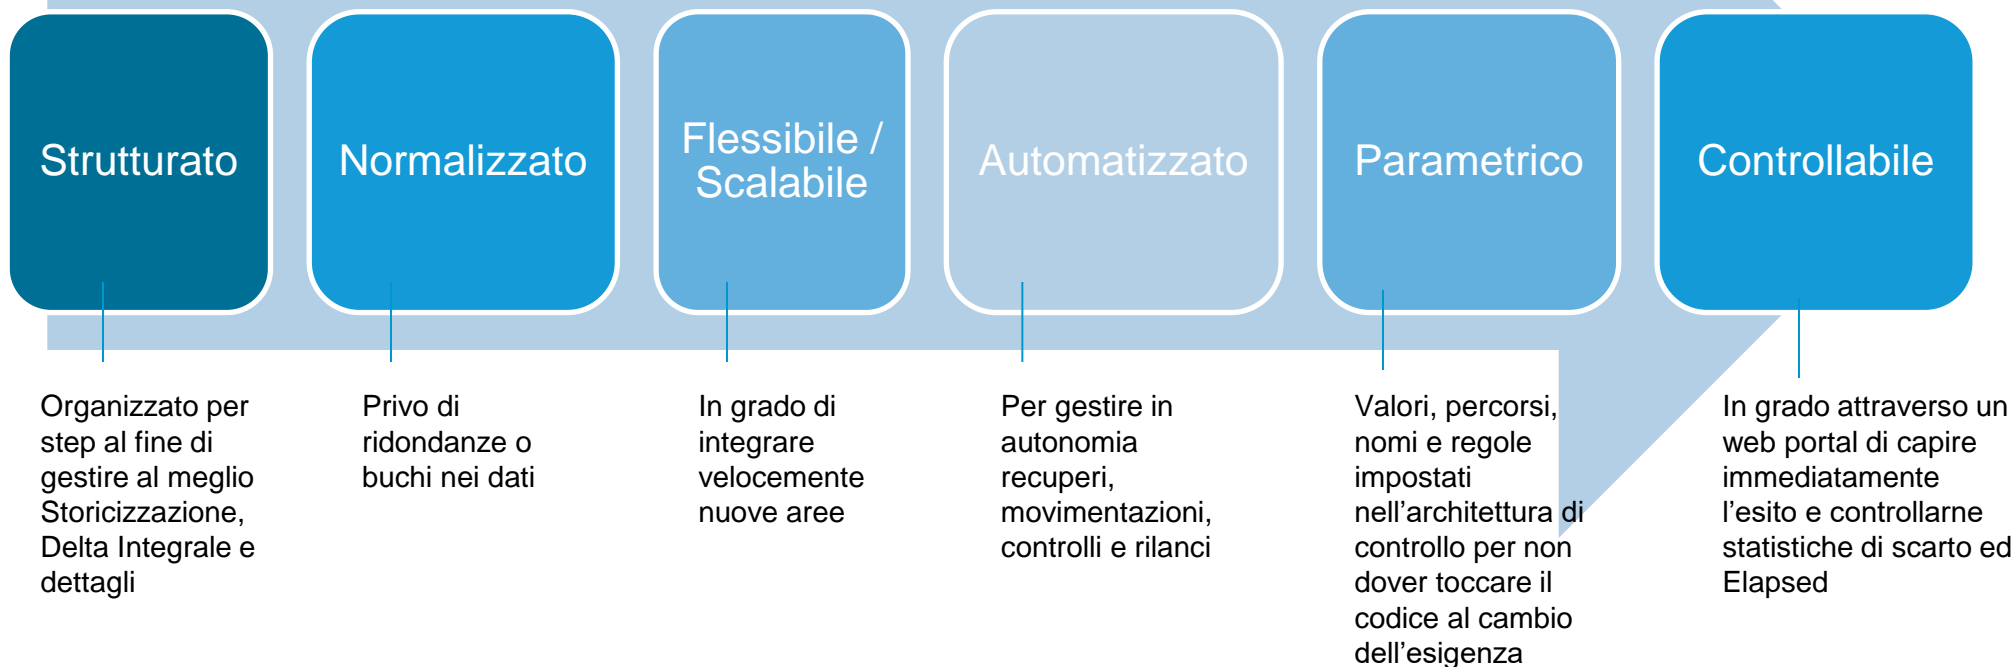 Strutturato
Normalizzato
Flessibile /
Scalabile
Automatizzato
Parametrico
Controllabile
Organizzato per
step al fine di
gestire al meglio
Storicizzazione,
Delta Integrale e
dettagli
Privo di
ridondanze o
buchi nei dati
In grado di
integrare
velocemente
nuove aree
Per gestire in
autonomia
recuperi,
movimentazioni,
controlli e rilanci
Valori, percorsi,
nomi e regole
impostati
nell’architettura di
controllo per non
dover toccare il
codice al cambio
dell’esigenza
In grado attraverso un
web portal di capire
immediatamente
l’esito e controllarne
statistiche di scarto ed
Elapsed